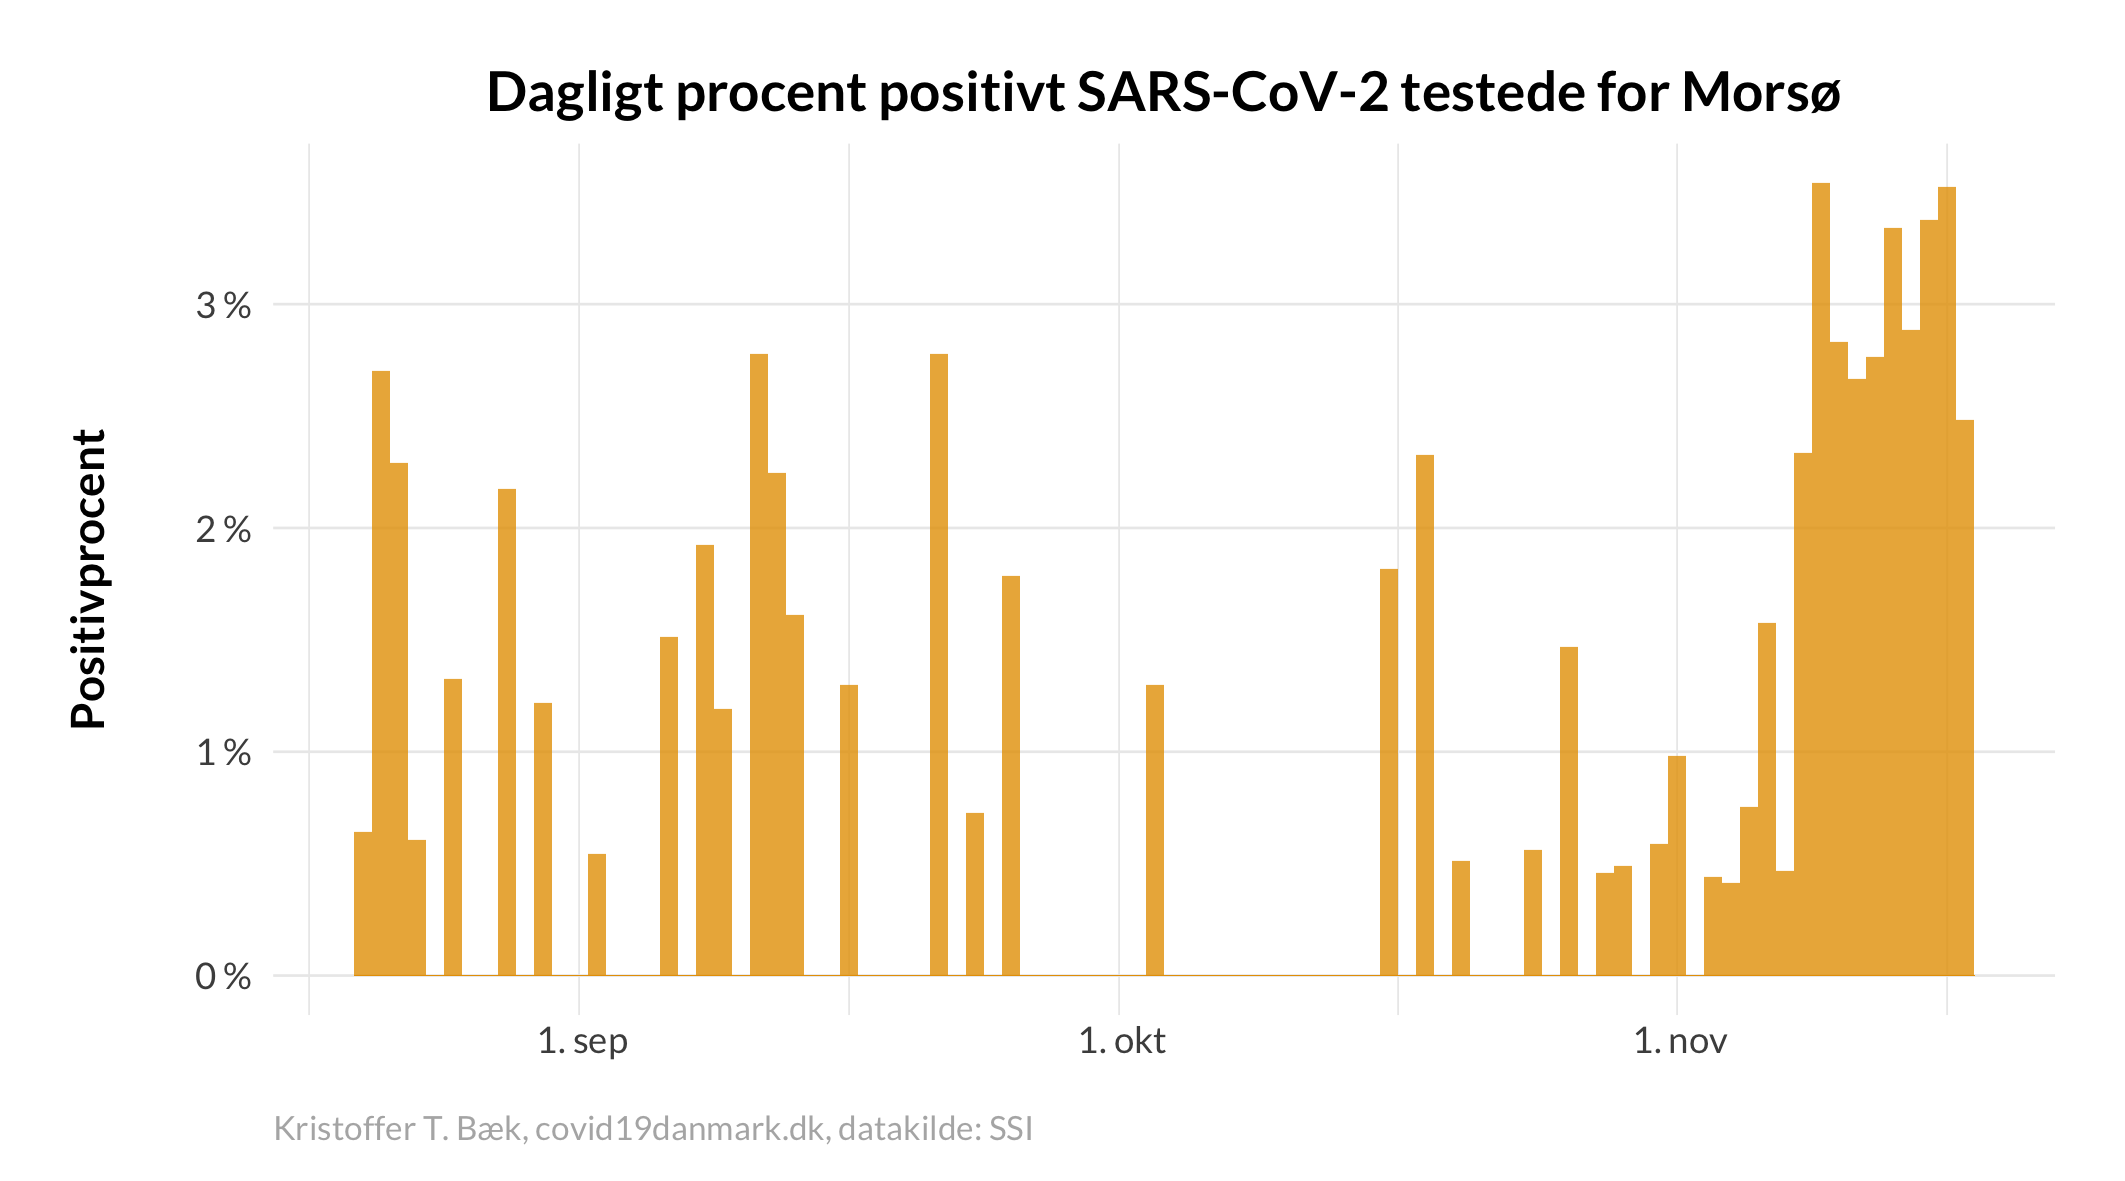 Dagligt procent positivt SARS-CoV-2 testede for Morsø
Positivprocent
3 %
2 %
1 %
0 %
1. sep
1. okt
1. nov
Kristoffer T. Bæk, covid19danmark.dk, datakilde: SSI